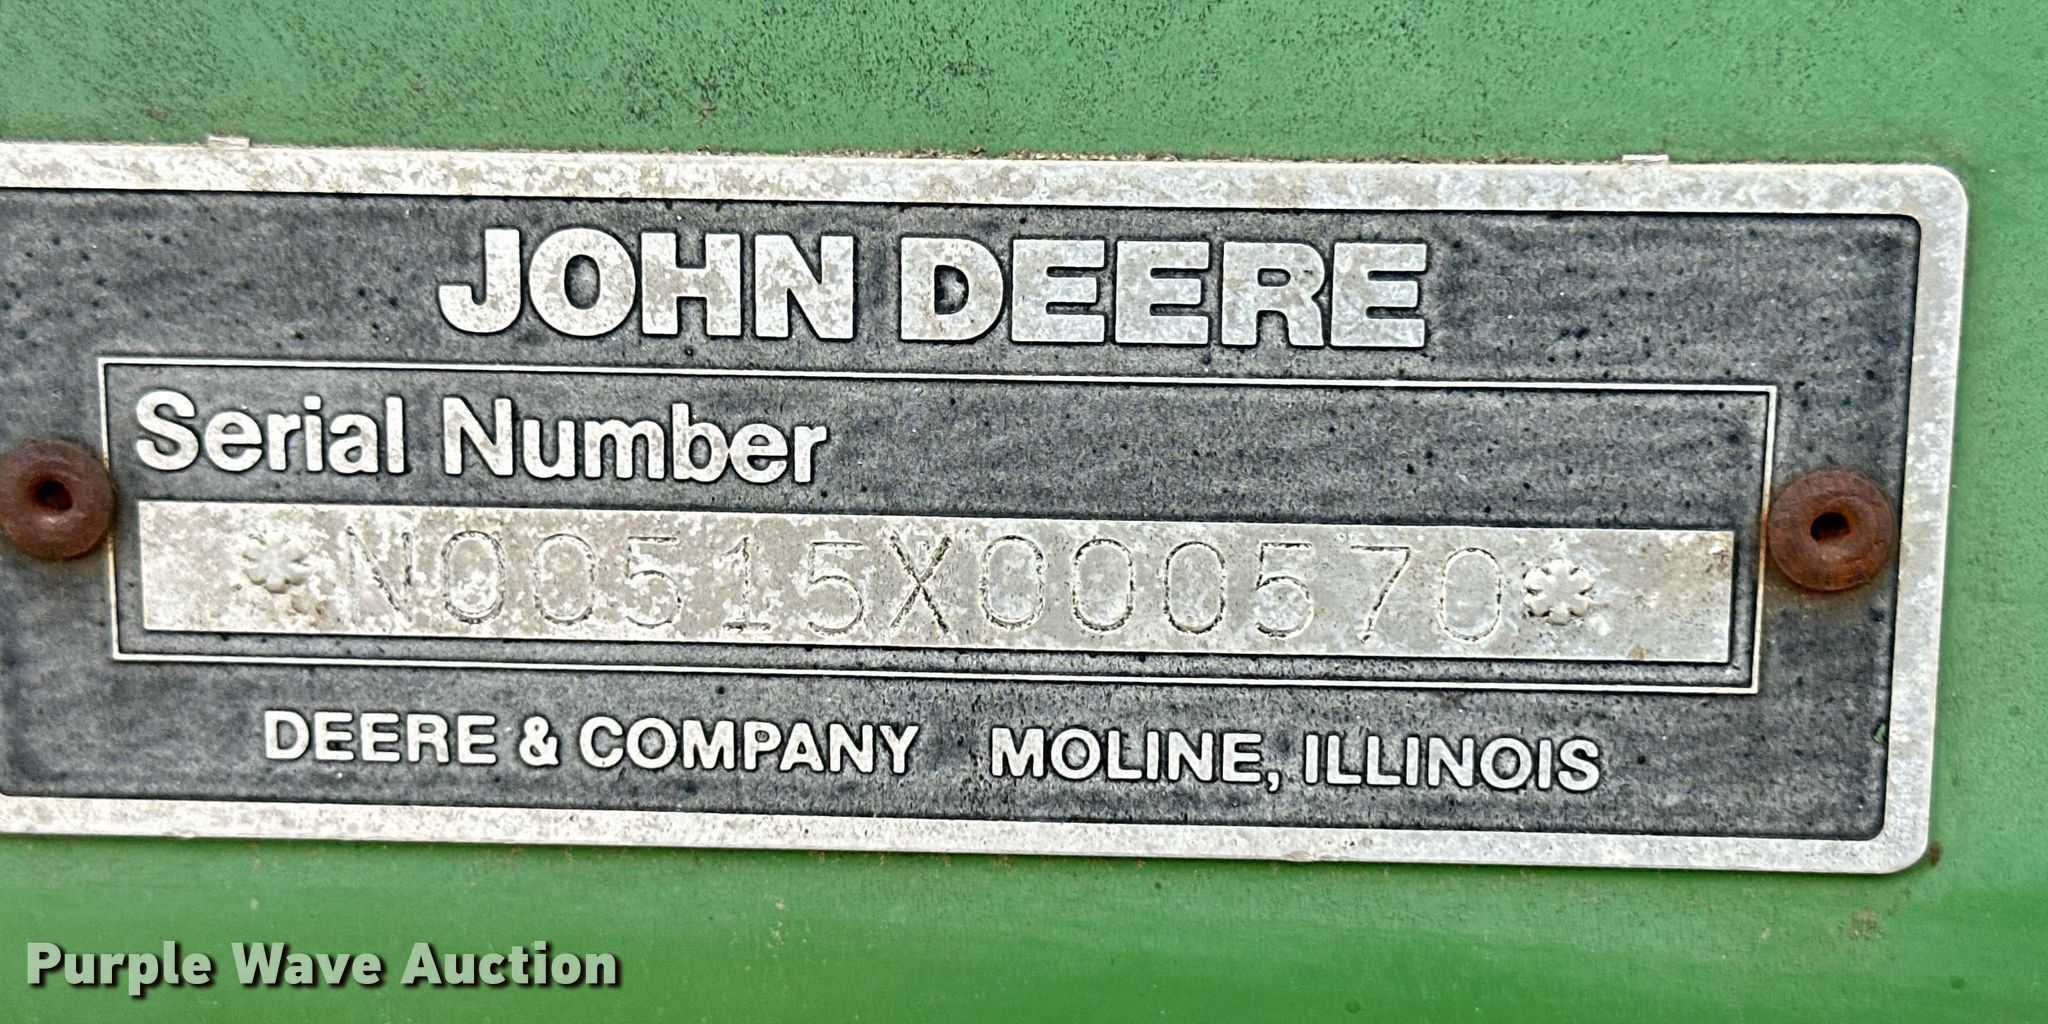 JOHN DEERE
Serial Number
*N00515X000570*
DEERE & COMPANY MOLINE, ILLINOIS
Purple Wave Auction